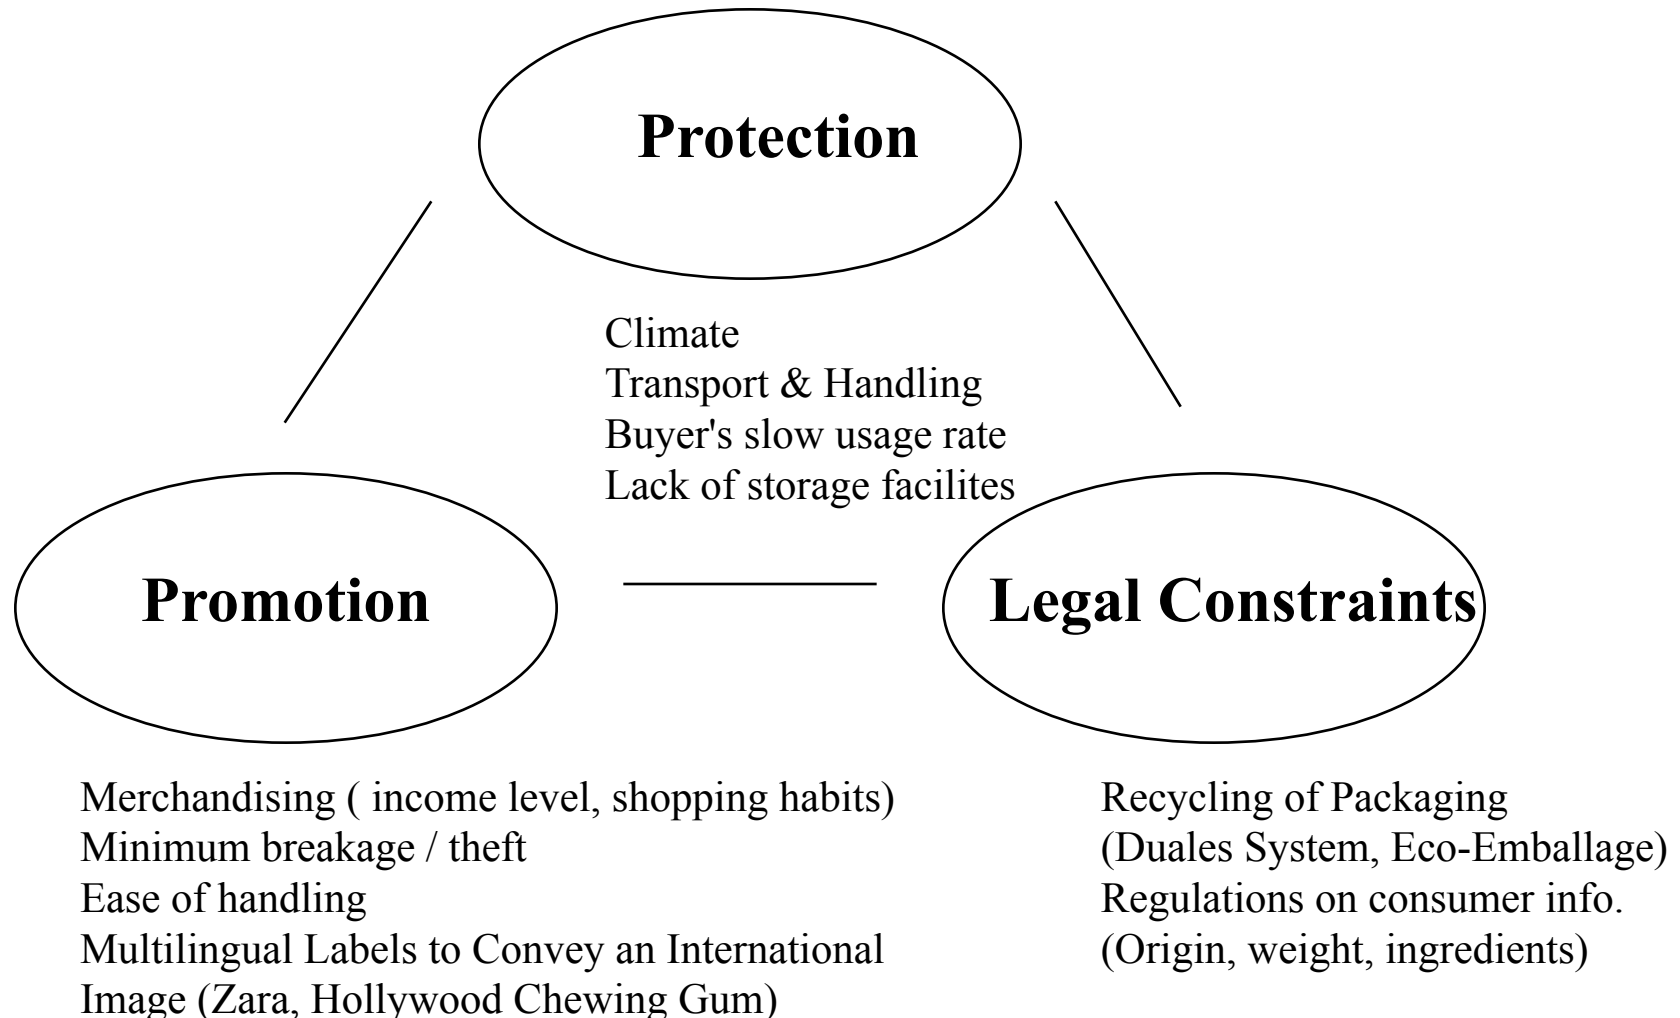 Protection
Climate
Transport & Handling
Buyer's slow usage rate
Lack of storage facilites
Promotion
Legal Constraints
Merchandising ( income level, shopping habits)
Minimum breakage / theft
Ease of handling
Multilingual Labels to Convey an International
Image (Zara, Hollywood Chewing Gum)
Recycling of Packaging
(Duales System, Eco-Emballage)
Regulations on consumer info.
(Origin, weight, ingredients)